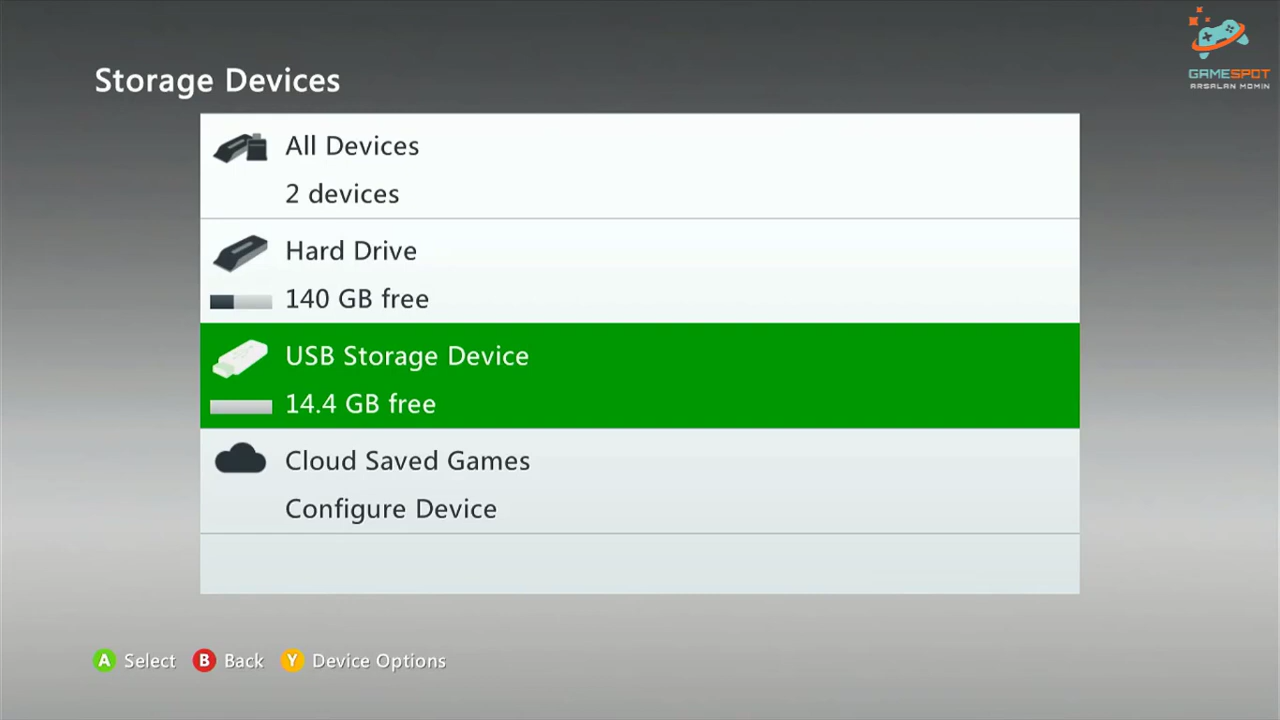 GAMESPOT
ARSALAN MOMIN
Storage Devices
All Devices
2 devices
Hard Drive
140 GB free
USB Storage Device
14.4 GB free
Cloud Saved Games
Configure Device
A Select B Back Y Device Options